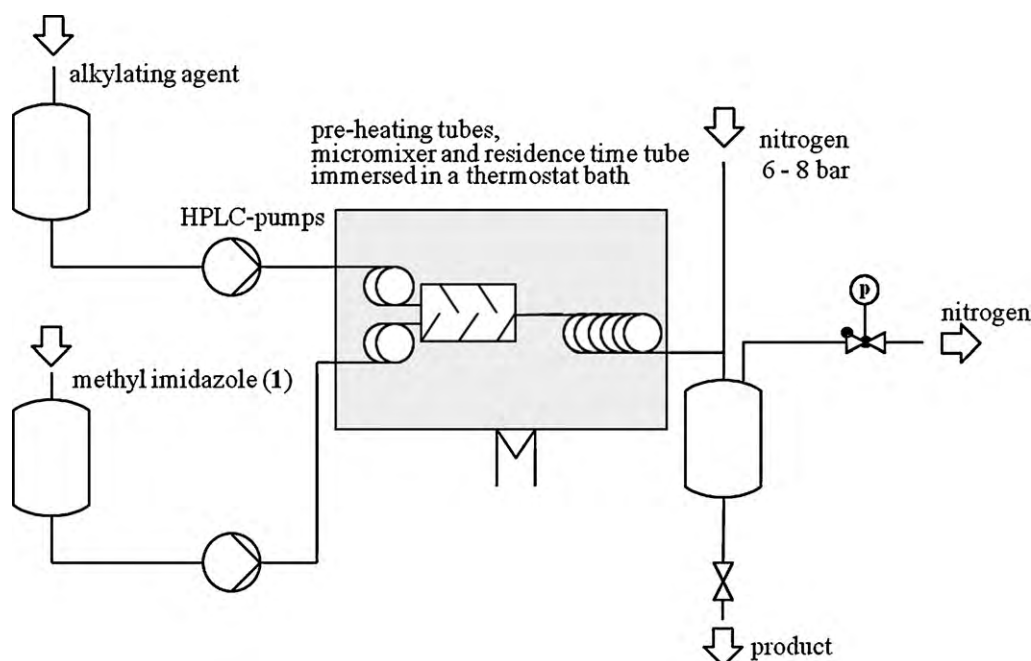 alkylating agent
pre-heating tubes,
micromixer and residence time tube
immersed in a thermostat bath
nitrogen
6 - 8 bar
HPLC-pumps
p
nitrogen
methyl imidazole (1)
product